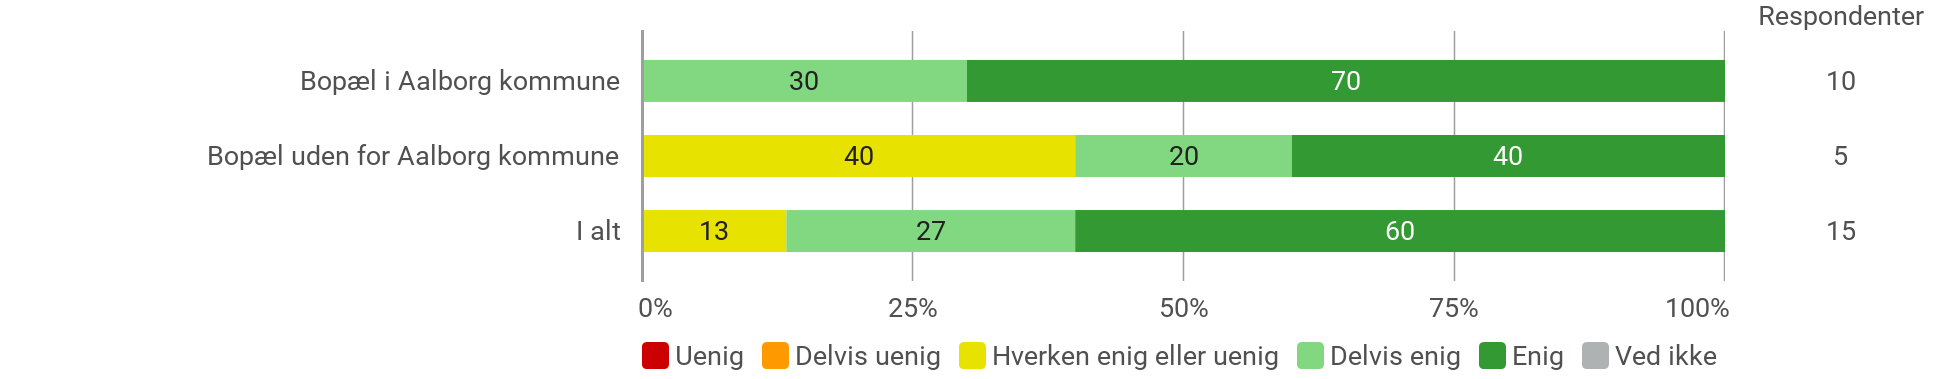 Respondenter
Bopæl i Aalborg kommune 30 70 10
Bopæl uden for Aalborg kommune 40 20 40 5
I alt 13 27 60 15
0% 25% 50% 75% 100%
Uenig Delvis uenig Hverken enig eller uenig Delvis enig Enig Ved ikke